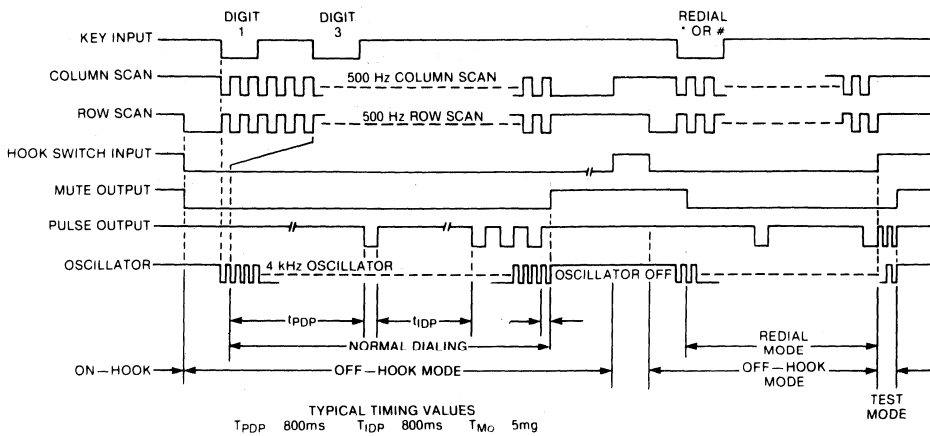 DIGIT 1
DIGIT 3
REDIAL * OR #
KEY INPUT
COLUMN SCAN
500 Hz COLUMN SCAN
ROW SCAN
500 Hz ROW SCAN
HOOK SWITCH INPUT
MUTE OUTPUT
PULSE OUTPUT
OSCILLATOR
4 kHz OSCILLATOR
OSCILLATOR OFF
tPDP
tIDP
NORMAL DIALING
REDIAL MODE
ON—HOOK
OFF—HOOK MODE
OFF—HOOK MODE
TEST MODE
TYPICAL TIMING VALUES
TPDP 800ms TIDP 800ms TMO 5mg